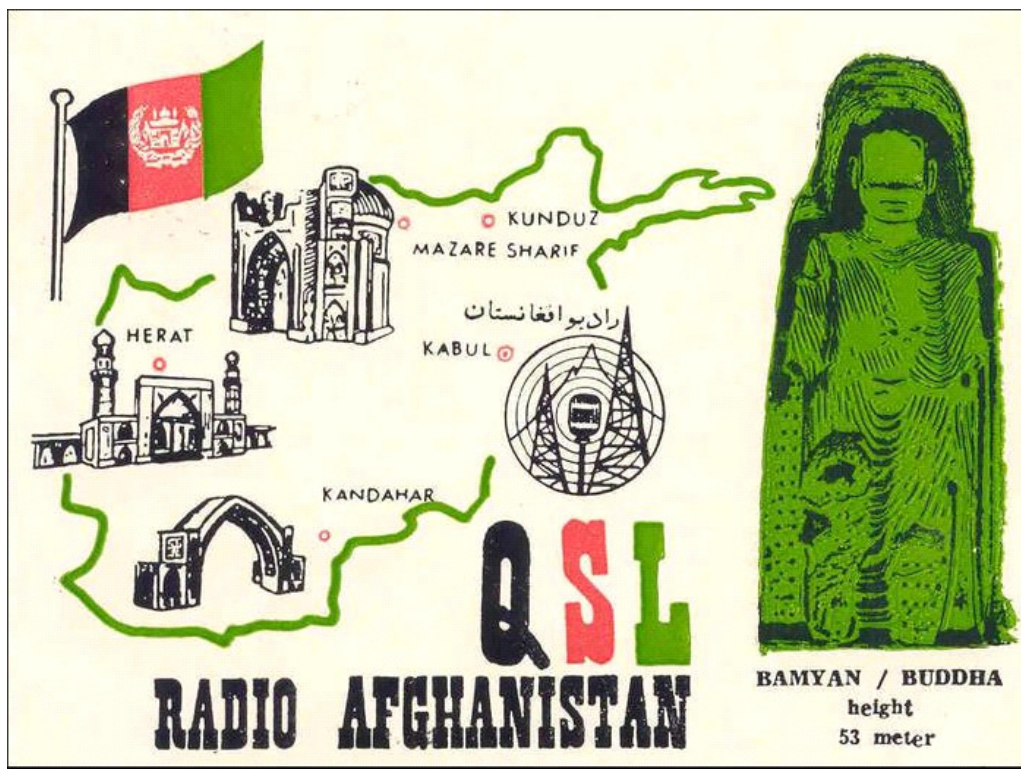 KUNDUZ
MAZARE SHARIF
رادیو افغانستان
HERAT
KABUL
KANDAHAR
QSL
RADIO AFGHANISTAN
BAMYAN / BUDDHA
height
53 meter